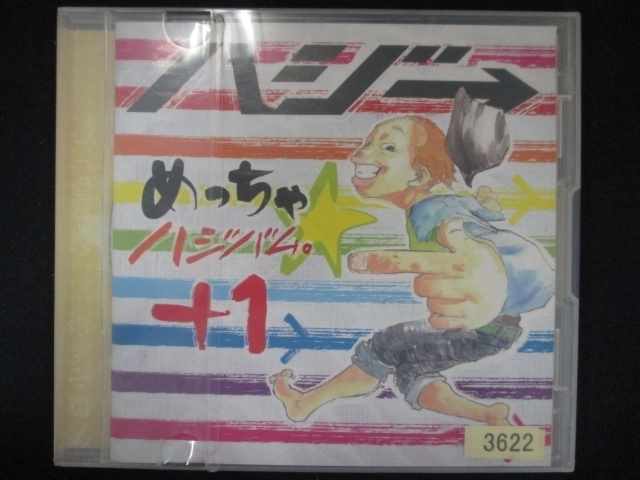 ハジ→
めっちゃ
ハジバム。
+1
3622